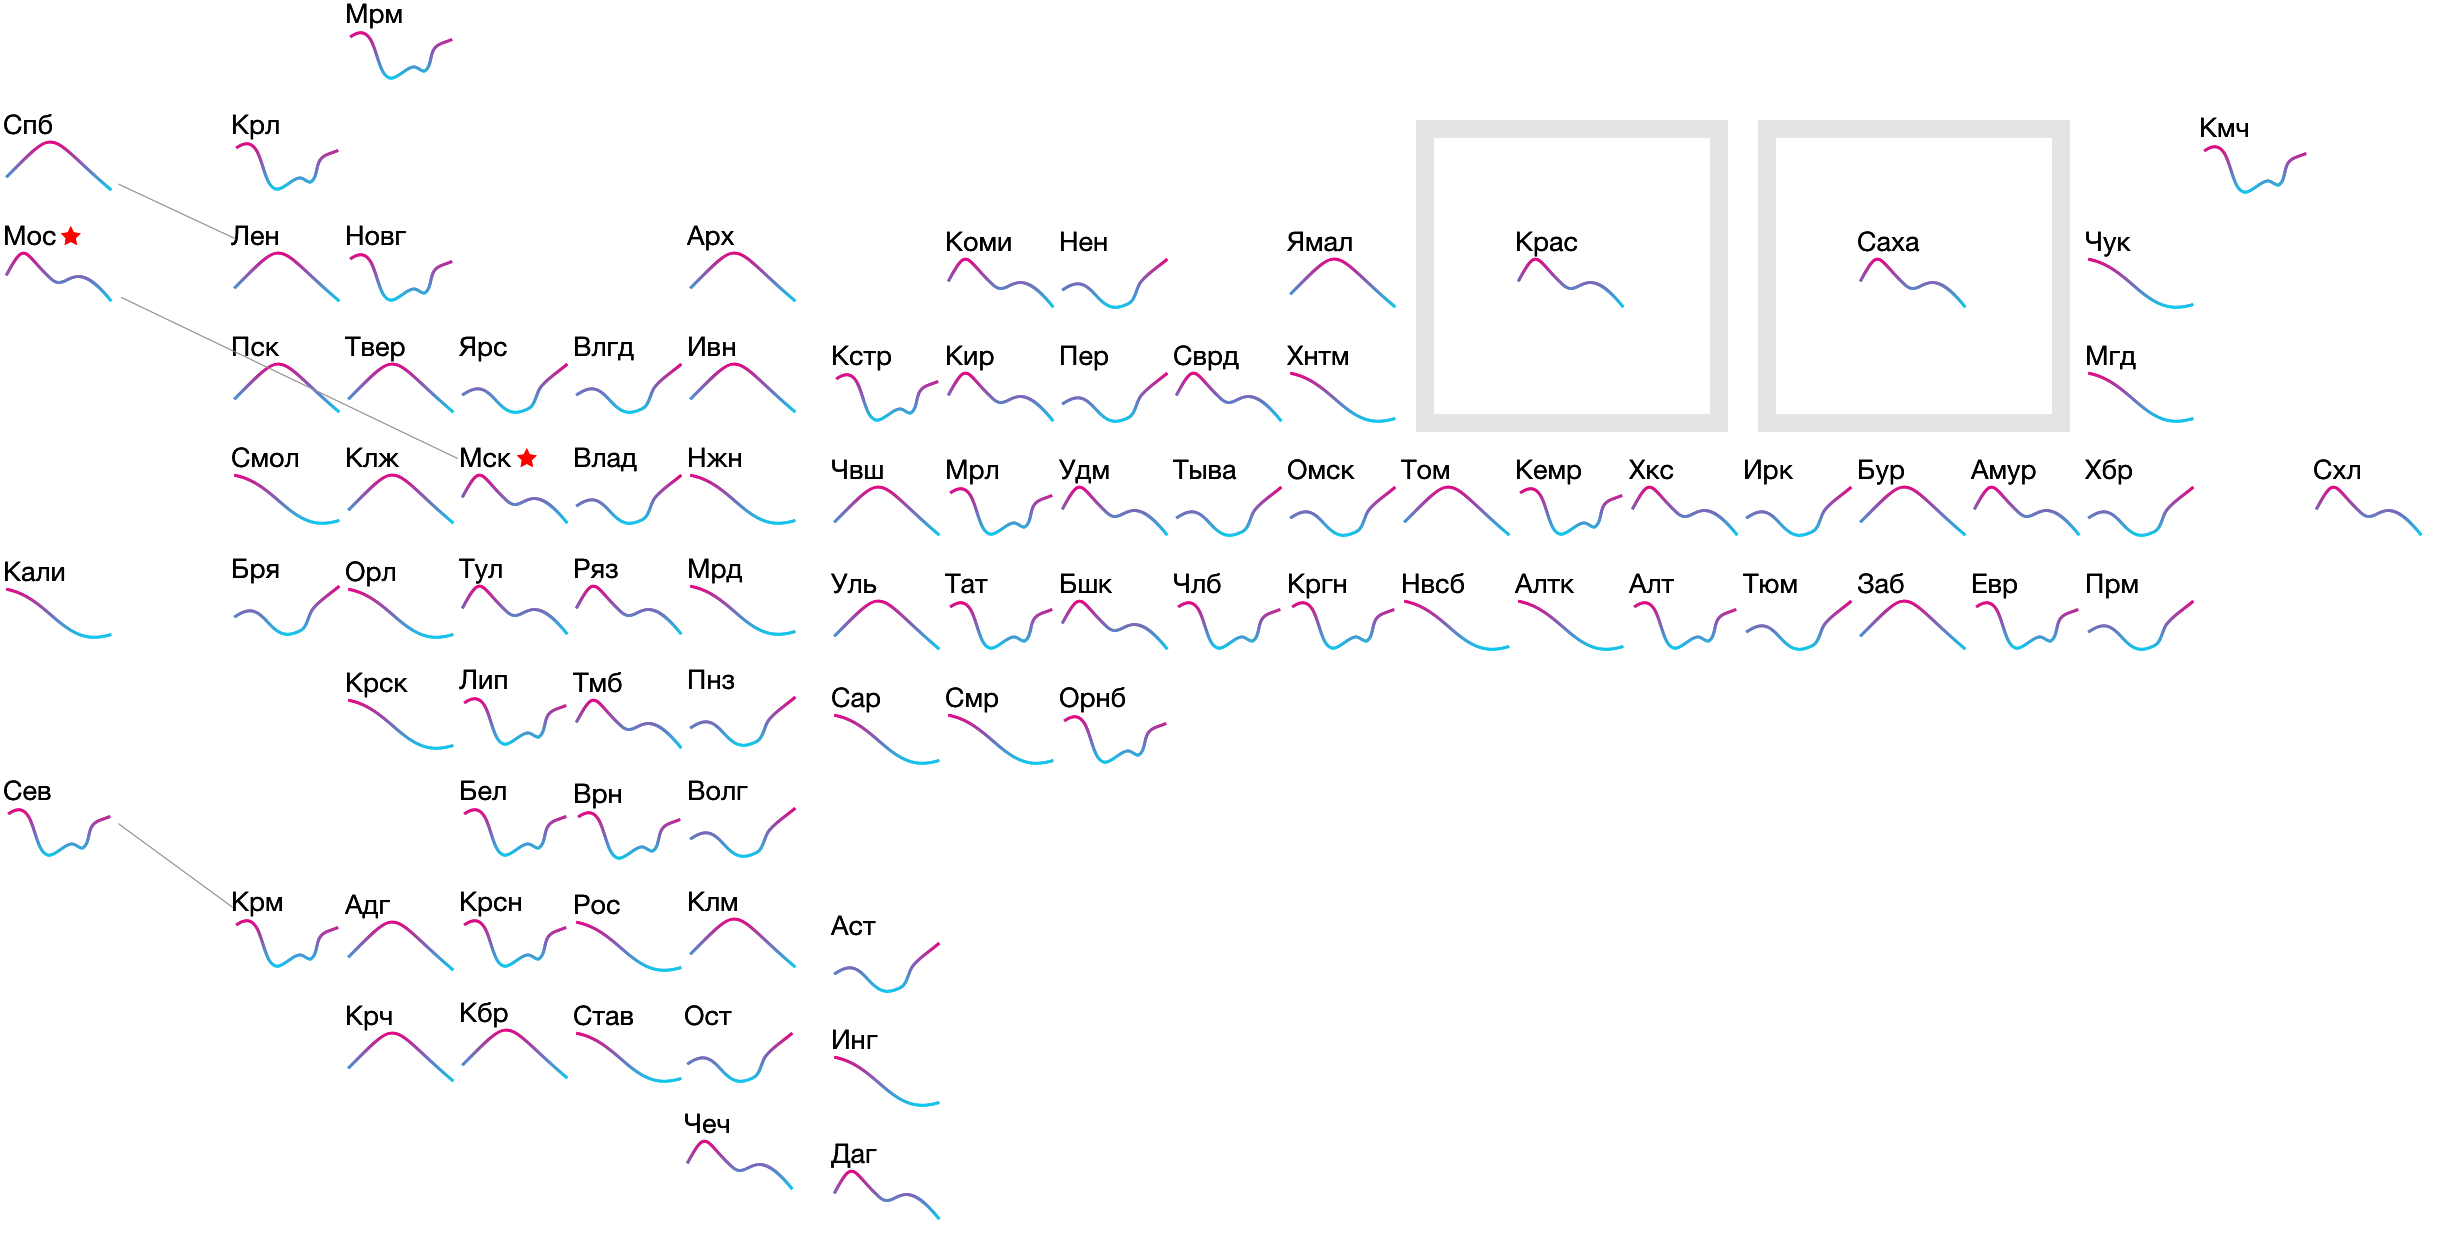 Мрм
Спб Крл Кмч
Мос Лен Новг Арх Коми Нен Ямал Крас Саха Чук
Пск Твер Ярс Влгд Ивн Кстр Кир Пер Сврд Хнтм Мгд
Смол Клж Мск Влад Нжн Чвш Мрл Удм Тыва Омск Том Кемр Хкс Ирк Бур Амур Хбр Схл
Кали Бря Орл Тул Ряз Мрд Уль Тат Бшк Члб Кргн Нвсб Алтк Алт Тюм Заб Евр Прм
Крск Лип Тмб Пнз Сар Смр Орнб
Сев Бел Врн Волг
Крм Адг Крсн Рос Клм Аст
Крч Кбр Став Ост Инг
Чеч Даг